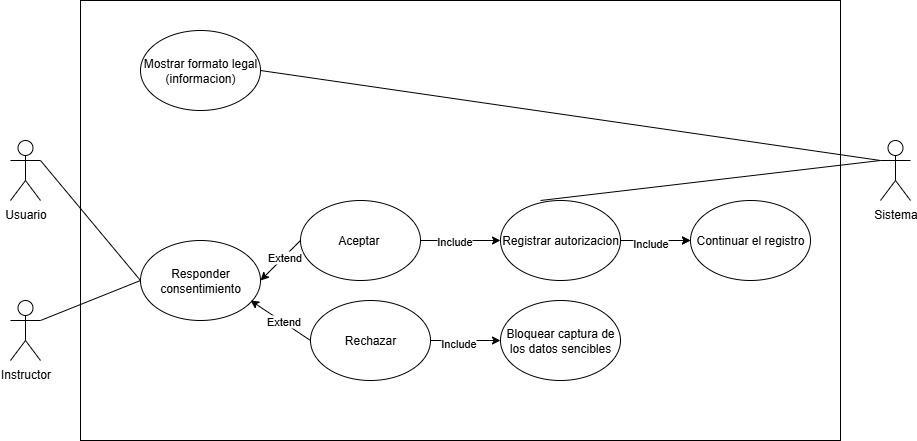 Mostrar formato legal
(informacion)
Usuario
Sistema
Aceptar
Include
Registrar autorizacion
Include
Continuar el registro
Extend
Responder
consentimiento
Extend
Rechazar
Include
Bloquear captura de
los datos sencibles
Instructor